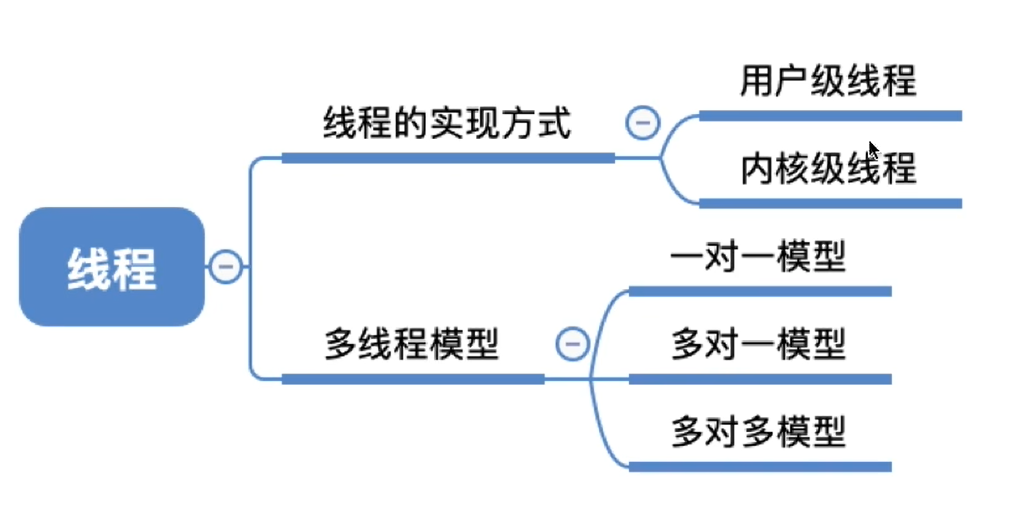 线程
线程的实现方式
用户级线程
内核级线程
多线程模型
一对一模型
多对一模型
多对多模型